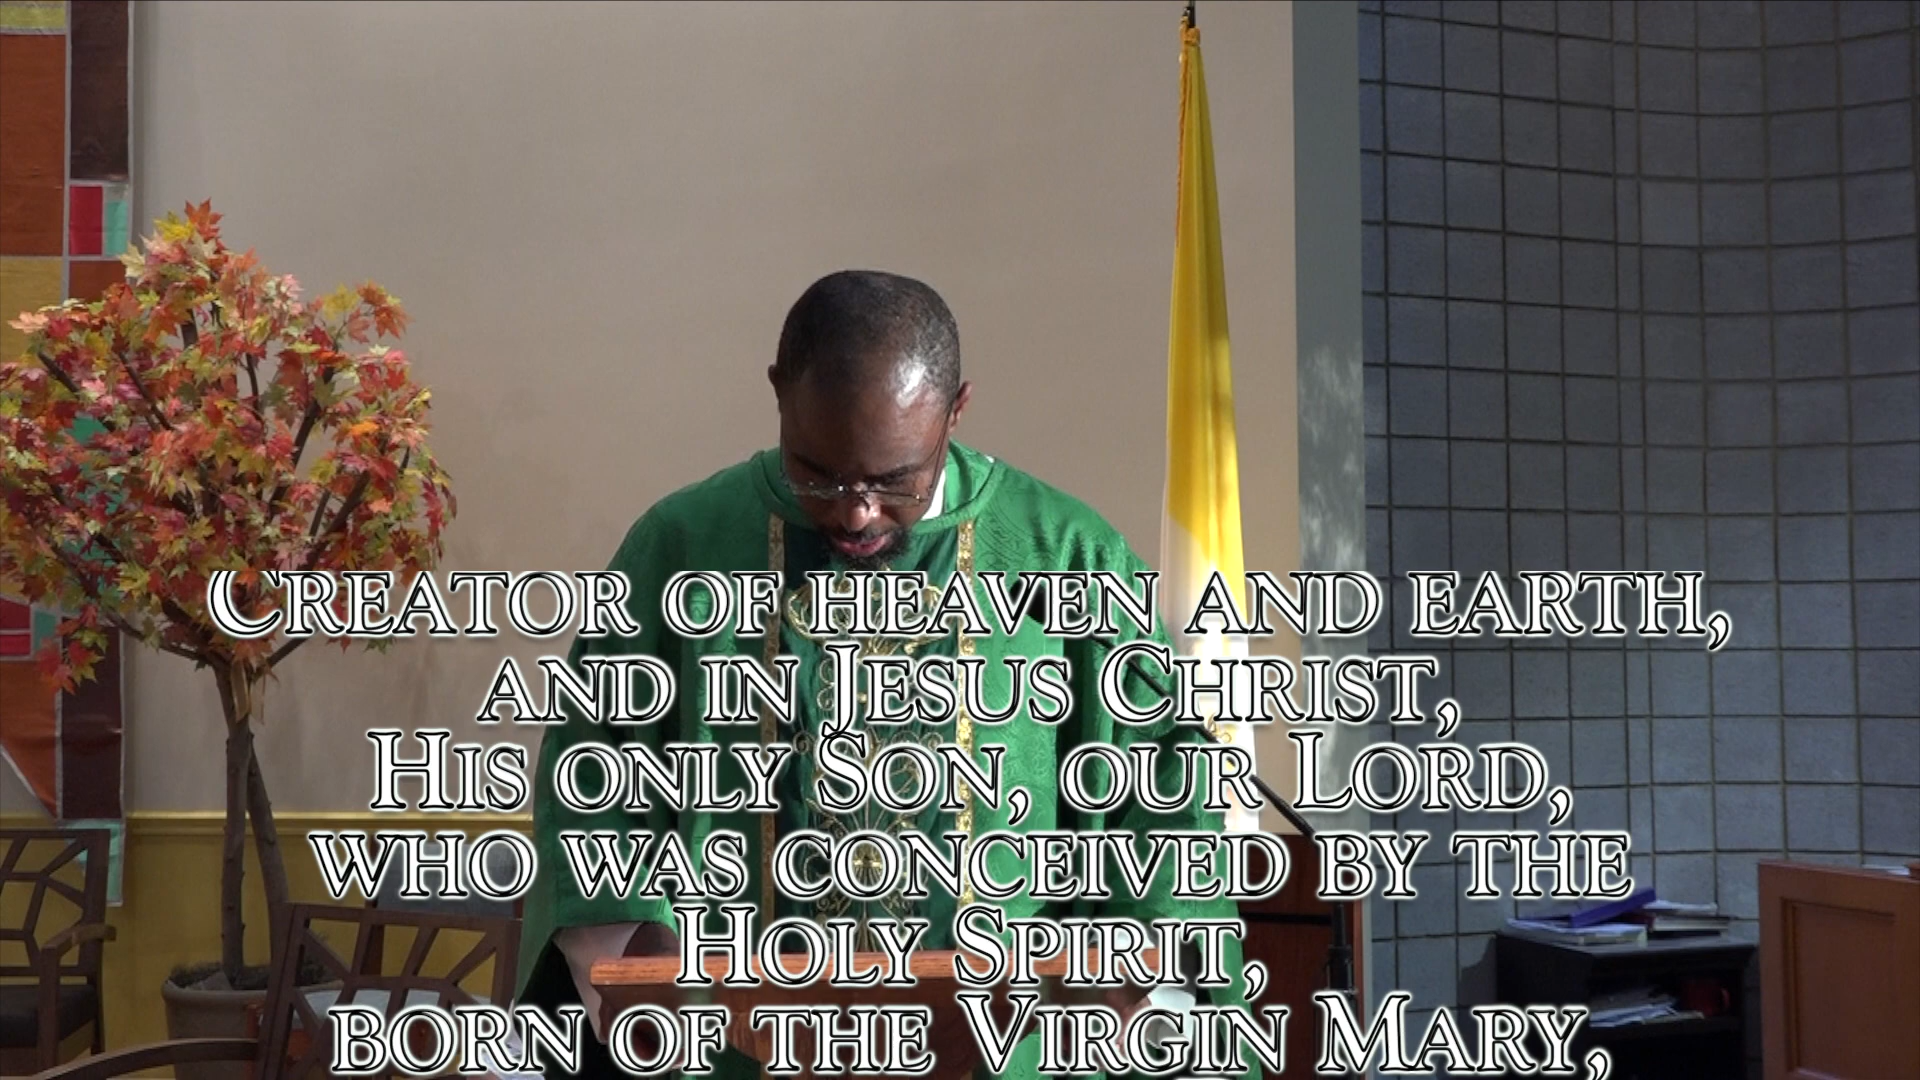 Creator of heaven and earth,
and in Jesus Christ,
His only Son, our Lord,
who was conceived by the
Holy Spirit,
born of the Virgin Mary,